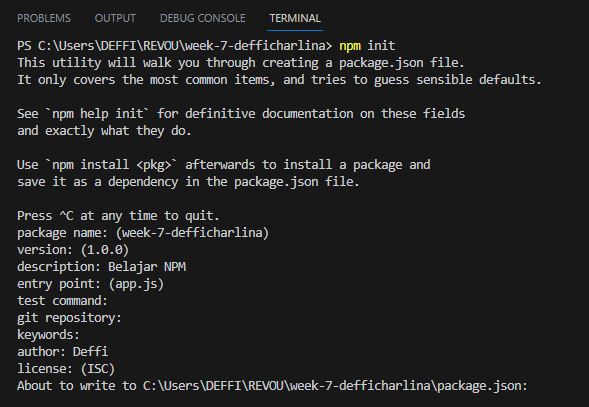 PROBLEMS OUTPUT DEBUG CONSOLE TERMINAL
PS C:\Users\DEFFI\REVOU\week-7-defficharlina> npm init
This utility will walk you through creating a package.json file.
It only covers the most common items, and tries to guess sensible defaults.
See `npm help init` for definitive documentation on these fields
and exactly what they do.
Use `npm install <pkg>` afterwards to install a package and
save it as a dependency in the package.json file.
Press ^C at any time to quit.
package name: (week-7-defficharlina)
version: (1.0.0)
description: Belajar NPM
entry point: (app.js)
test command:
git repository:
keywords:
author: Deffi
license: (ISC)
About to write to C:\Users\DEFFI\REVOU\week-7-defficharlina\package.json: